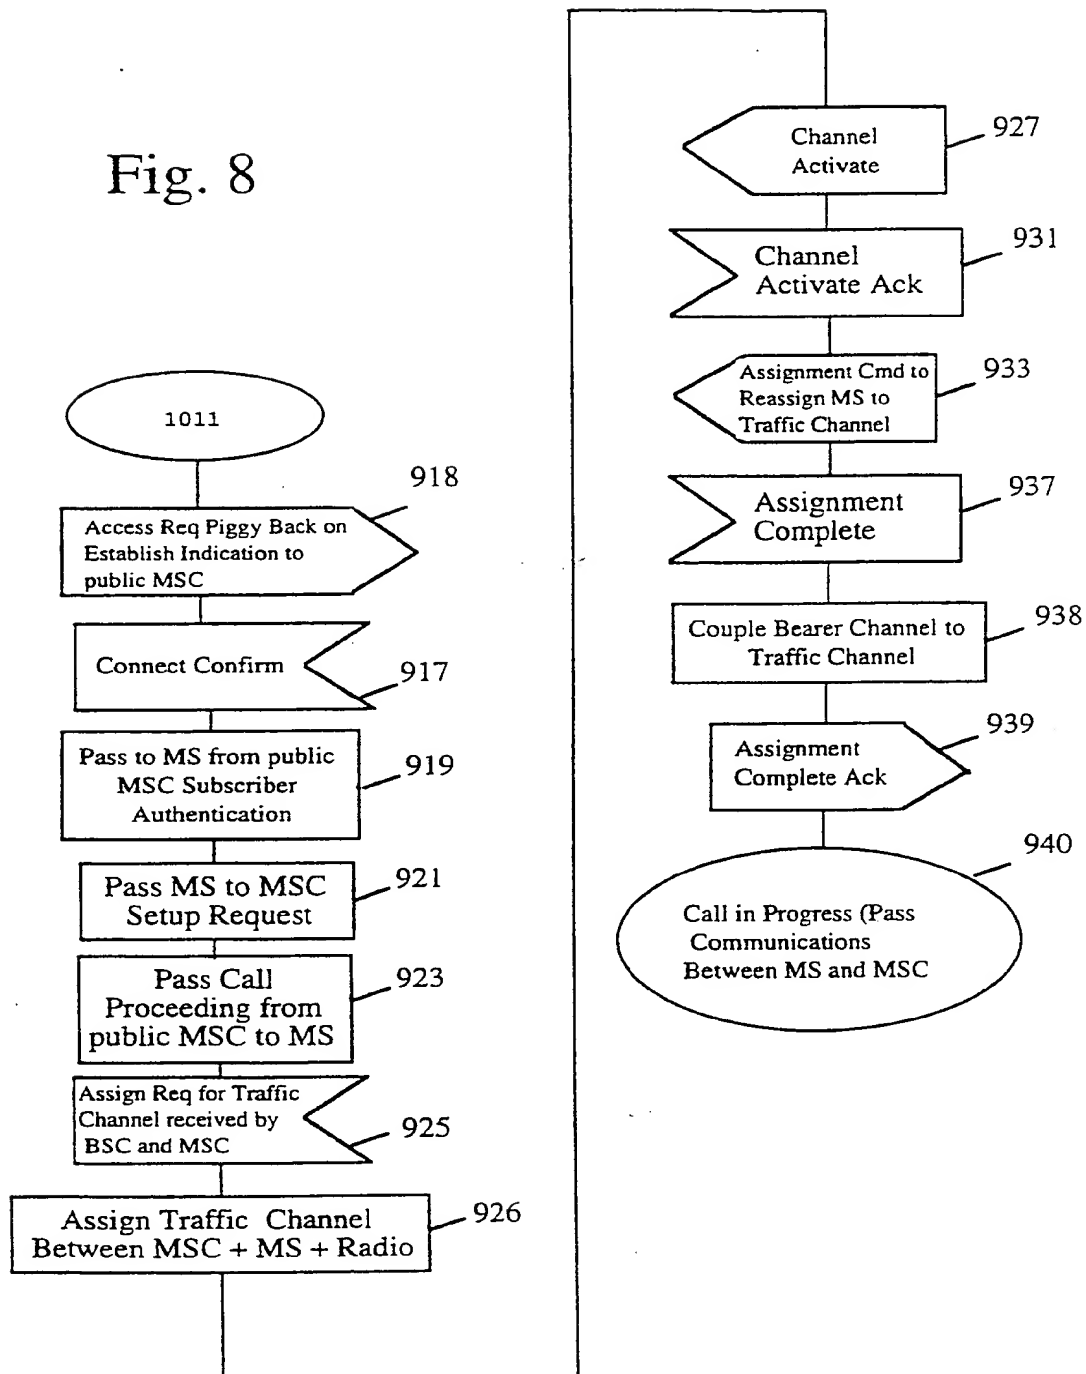 Fig. 8
1011
918
Access Req Piggy Back on
Establish Indication to
public MSC
Connect Confirm
917
Pass to MS from public
MSC Subscriber
Authentication
919
Pass MS to MSC
Setup Request
921
Pass Call
Proceeding from
public MSC to MS
923
Assign Req for Traffic
Channel received by
BSC and MSC
925
Assign Traffic Channel
Between MSC + MS + Radio
926
Channel
Activate
927
Channel
Activate Ack
931
Assignment Cmd to
Reassign MS to
Traffic Channel
933
Assignment
Complete
937
Couple Bearer Channel to
Traffic Channel
938
Assignment
Complete Ack
939
940
Call in Progress (Pass
Communications
Between MS and MSC